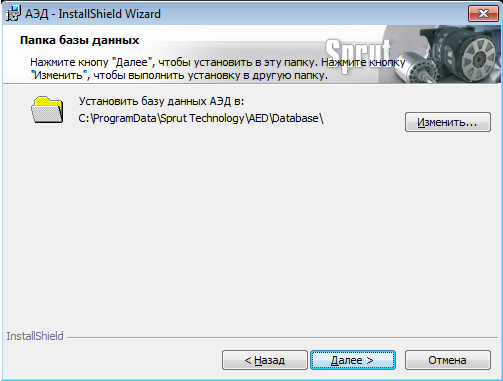 АЭД - InstallShield Wizard
Папка базы данных
Sprut
Нажмите кнопу "Далее", чтобы установить в эту папку. Нажмите кнопку
"Изменить", чтобы выполнить установку в другую папку.
Установить базу данных АЭД в:
C:\ProgramData\Sprut Technology\AED\Database\
Изменить...
InstallShield
< Назад
Далее >
Отмена